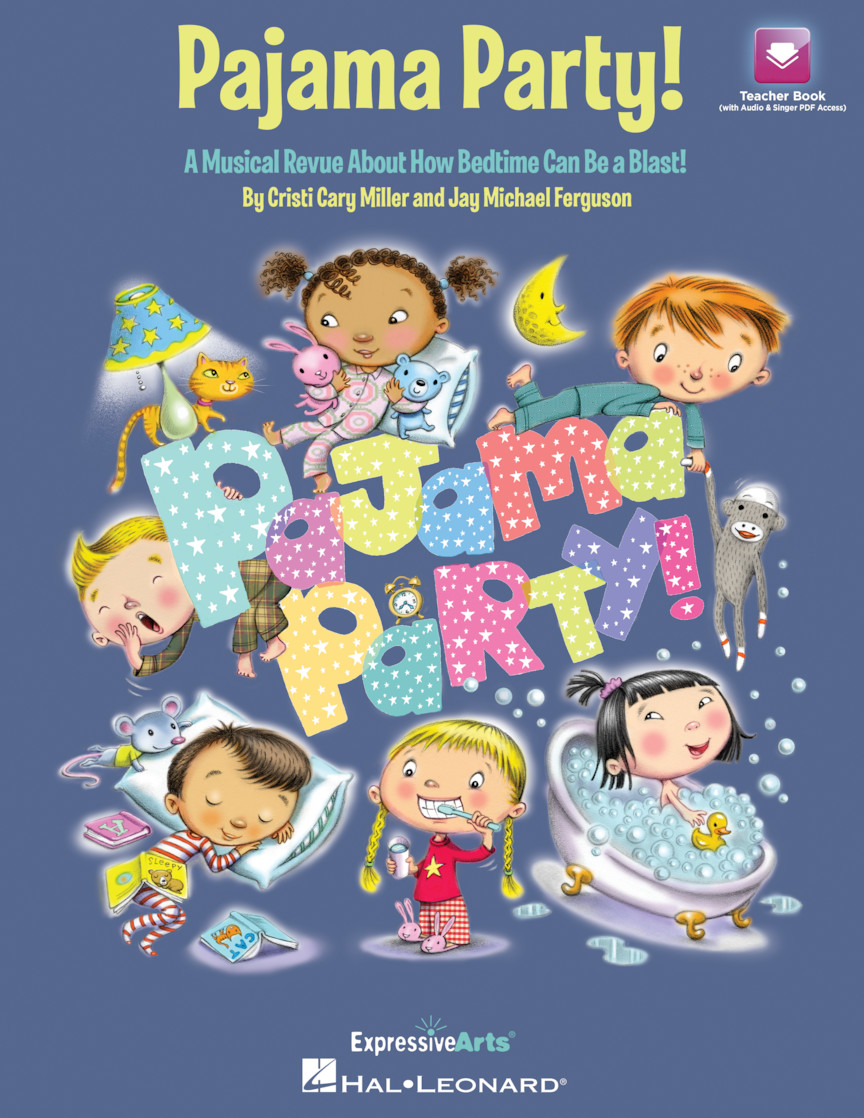 Pajama Party!
Teacher Book
(with Audio & Singer PDF Access)
A Musical Revue About How Bedtime Can Be a Blast!
By Cristi Cary Miller and Jay Michael Ferguson
PaJama
PaRTY!
SLEEPY
CAT
ExpressiveArts®
HAL•LEONARD®